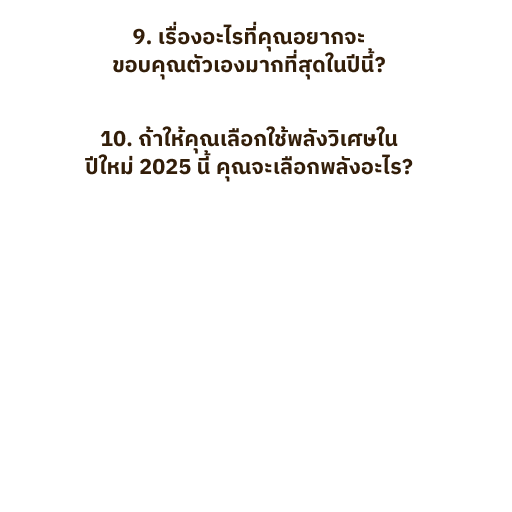 9. เรื่องอะไรที่คุณอยากจะ
ขอบคุณตัวเองมากที่สุดในปีนี้?
10. ถ้าให้คุณเลือกใช้พลังวิเศษใน
ปีใหม่ 2025 นี้ คุณจะเลือกพลังอะไร?